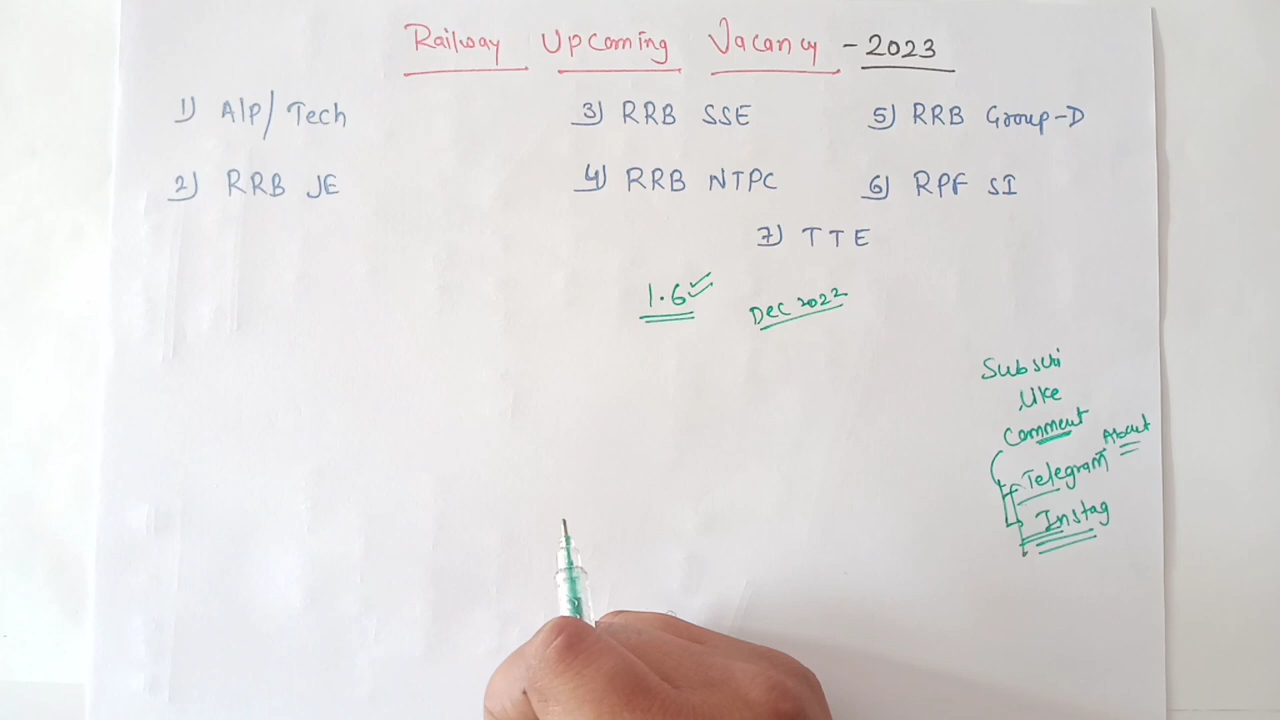 Railway Upcoming Vacancy - 2023
1) Alp/Tech
2) RRB JE
3) RRB SSE
4) RRB NTPC
5) RRB Group-D
6) RPF SI
7) TTE
1.6
Dec 2022
Subscri
Like
Comment
About
Telegram
Instag